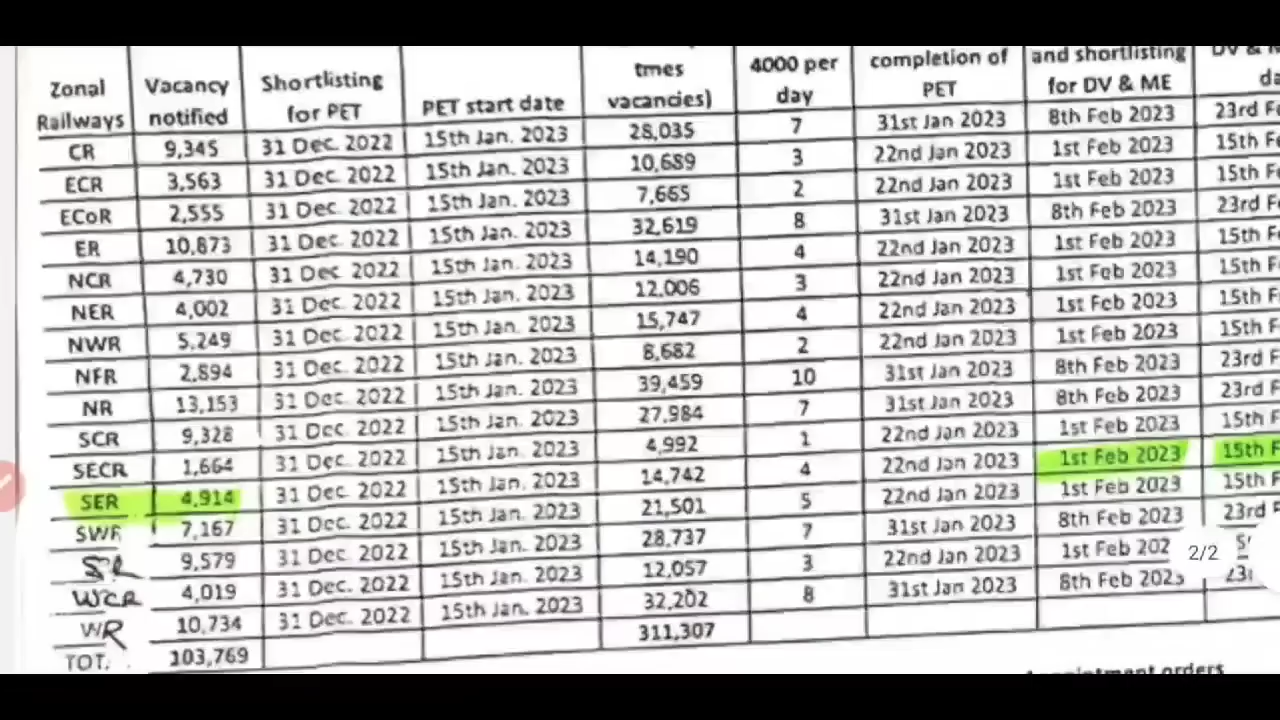 Zonal Railways Vacancy notified Shortlisting for PET PET start date tmes vacancies) 4000 per day completion of PET and shortlisting for DV & ME
CR 9,345 31 Dec. 2022 15th Jan. 2023 28,035 7 31st Jan 2023 8th Feb 2023 23rd Fe
ECR 3,563 31 Dec. 2022 15th Jan. 2023 10,689 3 22nd Jan 2023 1st Feb 2023 15th F
ECoR 2,555 31 Dec. 2022 15th Jan. 2023 7,665 2 22nd Jan 2023 1st Feb 2023 15th F
ER 10,873 31 Dec. 2022 15th Jan. 2023 32,619 8 31st Jan 2023 8th Feb 2023 23rd F
NCR 4,730 31 Dec. 2022 15th Jan. 2023 14,190 4 22nd Jan 2023 1st Feb 2023 15th F
NER 4,002 31 Dec. 2022 15th Jan. 2023 12,006 3 22nd Jan 2023 1st Feb 2023 15th F
NWR 5,249 31 Dec. 2022 15th Jan. 2023 15,747 4 22nd Jan 2023 1st Feb 2023 15th F
NFR 2,894 31 Dec. 2022 15th Jan. 2023 8,682 2 22nd Jan 2023 1st Feb 2023 15th F
NR 13,153 31 Dec. 2022 15th Jan. 2023 39,459 10 31st Jan 2023 8th Feb 2023 23rd F
SCR 9,328 31 Dec. 2022 15th Jan. 2023 27,984 7 31st Jan 2023 8th Feb 2023 23rd F
SECR 1,664 31 Dec. 2022 15th Jan. 2023 4,992 1 22nd Jan 2023 1st Feb 2023 15th F
SER 4,914 31 Dec. 2022 15th Jan. 2023 14,742 4 22nd Jan 2023 1st Feb 2023 15th F
SWR 7,167 31 Dec. 2022 15th Jan. 2023 21,501 5 22nd Jan 2023 1st Feb 2023 15th F
SR 9,579 31 Dec. 2022 15th Jan. 2023 28,737 7 31st Jan 2023 8th Feb 2023 23rd
WCR 4,019 31 Dec. 2022 15th Jan. 2023 12,057 3 22nd Jan 2023 1st Feb 202 2/2
WR 10,734 31 Dec. 2022 15th Jan. 2023 32,202 8 31st Jan 2023 8th Feb 2023
TOT. 103,769 311,307
orders